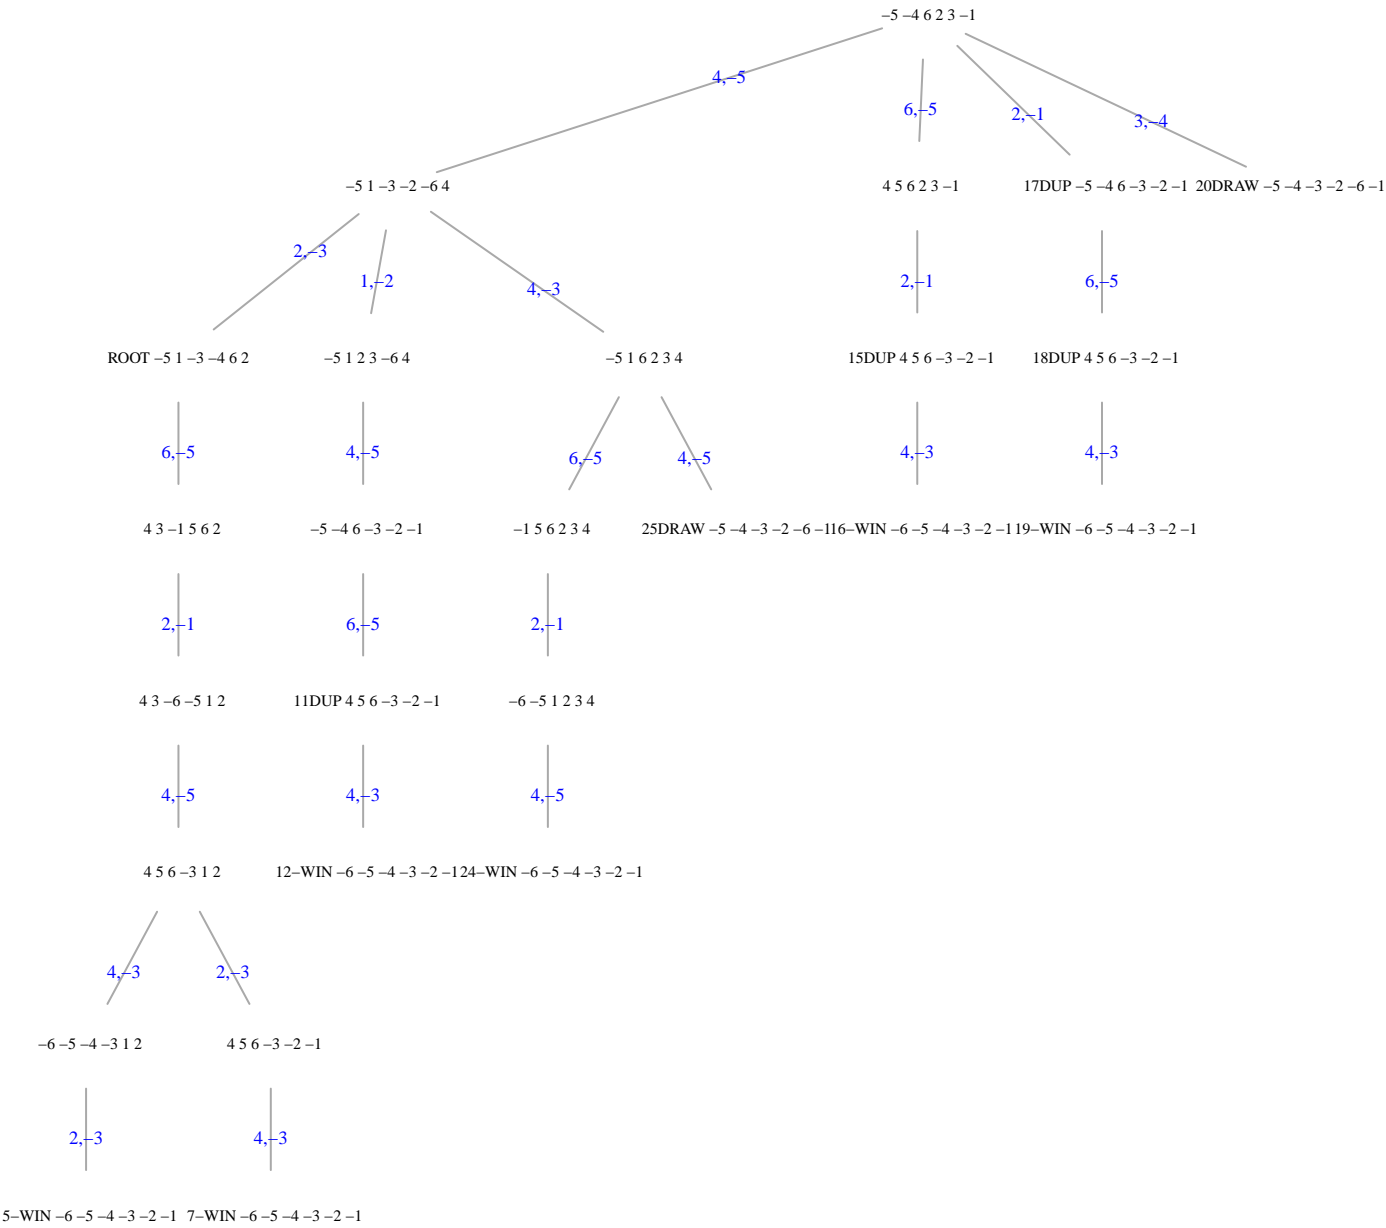 −5 −4 6 2 3 −1
4,−5
6,−5
2,−1
3,−4
−5 1 −3 −2 −6 4
4 5 6 2 3 −1
17DUP −5 −4 6 −3 −2 −1
20DRAW −5 −4 −3 −2 −6 −1
2,−3
1,−2
4,−3
2,−1
6,−5
ROOT −5 1 −3 −4 6 2
−5 1 2 3 −6 4
−5 1 6 2 3 4
15DUP 4 5 6 −3 −2 −1
18DUP 4 5 6 −3 −2 −1
6,−5
4,−5
6,−5
4,−5
4,−3
4,−3
4 3 −1 5 6 2
−5 −4 6 −3 −2 −1
−1 5 6 2 3 4
25DRAW −5 −4 −3 −2 −6 −1
16−WIN −6 −5 −4 −3 −2 −1
19−WIN −6 −5 −4 −3 −2 −1
2,−1
6,−5
2,−1
4 3 −6 −5 1 2
11DUP 4 5 6 −3 −2 −1
−6 −5 1 2 3 4
4,−5
4,−3
4,−5
4 5 6 −3 1 2
12−WIN −6 −5 −4 −3 −2 −1
24−WIN −6 −5 −4 −3 −2 −1
4,−3
2,−3
−6 −5 −4 −3 1 2
4 5 6 −3 −2 −1
2,−3
4,−3
5−WIN −6 −5 −4 −3 −2 −1
7−WIN −6 −5 −4 −3 −2 −1